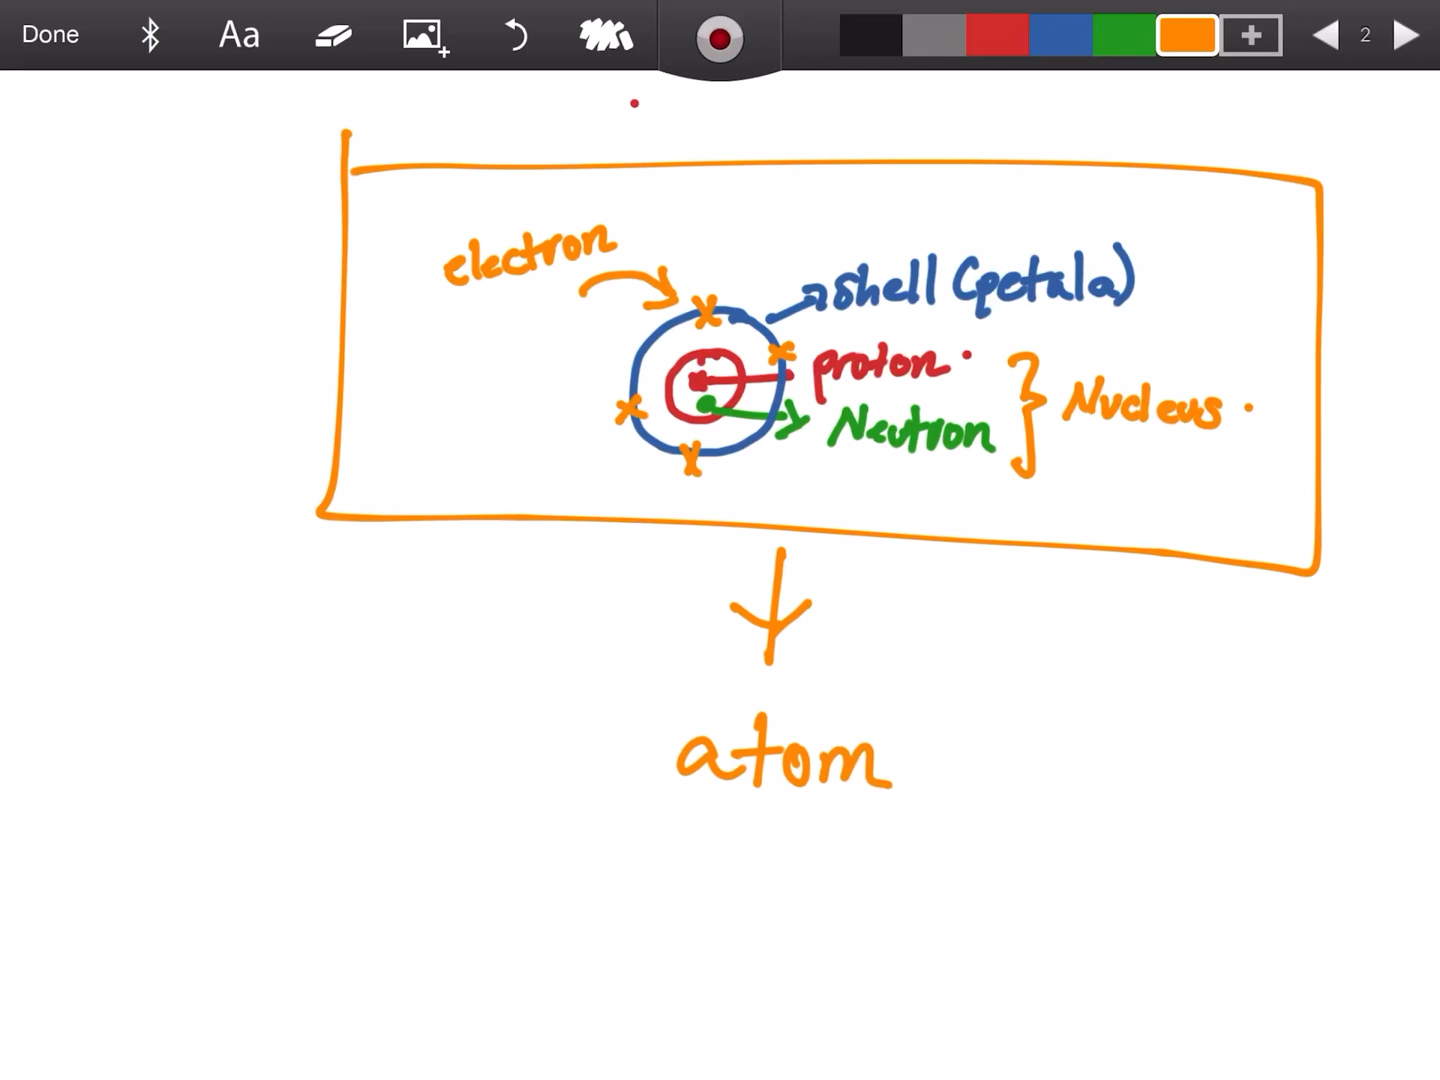 Done
Aa
2
electron
shell (petala)
proton
Neutron
Nucleus
atom